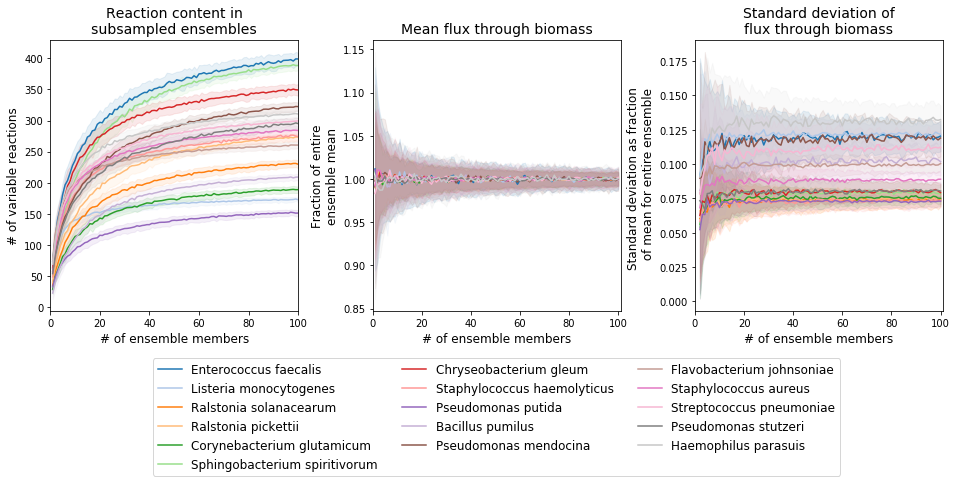 Reaction content in
subsampled ensembles
Mean flux through biomass
Standard deviation of
flux through biomass
# of variable reactions
400
350
300
250
200
150
100
50
0
0 20 40 60 80 100
# of ensemble members
Fraction of entire
ensemble mean
1.15
1.10
1.05
1.00
0.95
0.90
0.85
0 20 40 60 80 100
# of ensemble members
Standard deviation as fraction
of mean for entire ensemble
0.175
0.150
0.125
0.100
0.075
0.050
0.025
0.000
0 20 40 60 80 100
# of ensemble members
Enterococcus faecalis
Listeria monocytogenes
Ralstonia solanacearum
Ralstonia pickettii
Corynebacterium glutamicum
Sphingobacterium spiritivorum
Chryseobacterium gleum
Staphylococcus haemolyticus
Pseudomonas putida
Bacillus pumilus
Pseudomonas mendocina
Flavobacterium johnsoniae
Staphylococcus aureus
Streptococcus pneumoniae
Pseudomonas stutzeri
Haemophilus parasuis